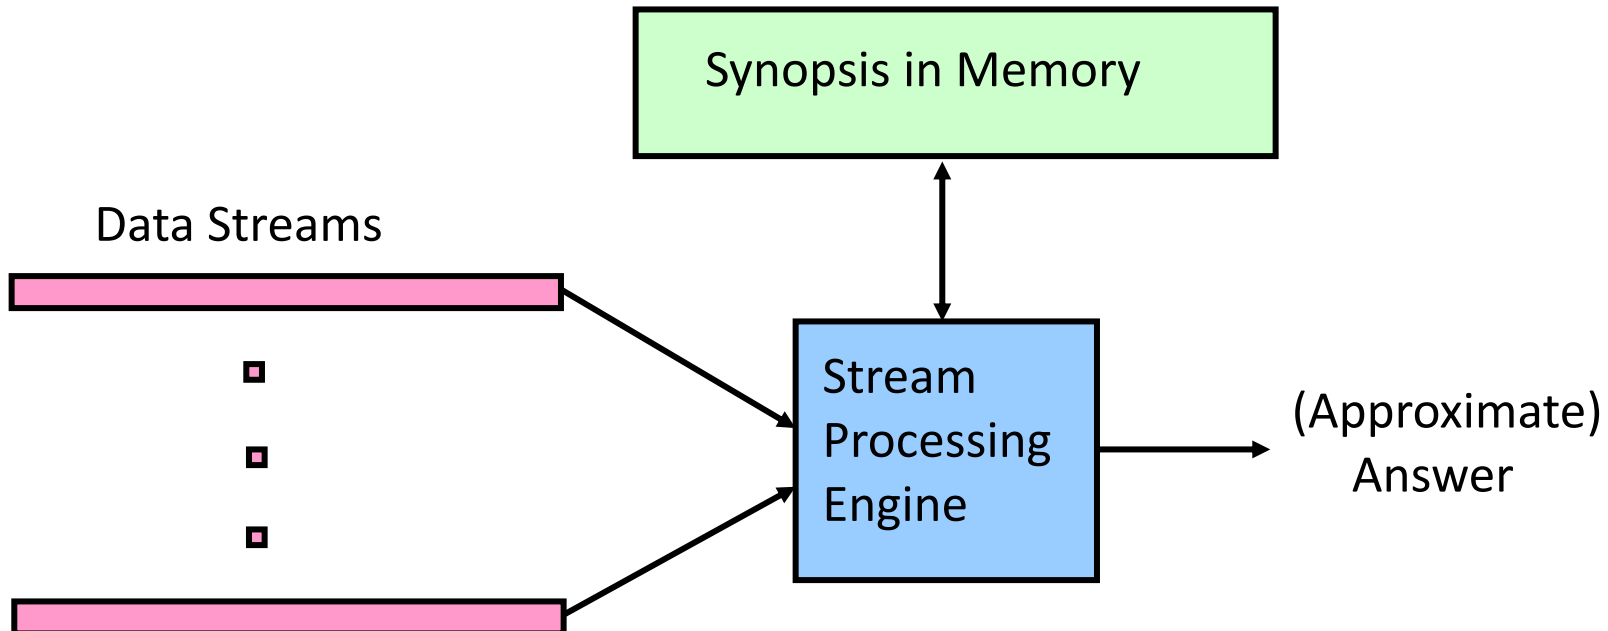 Synopsis in Memory
Data Streams
Stream
Processing
Engine
(Approximate)
Answer